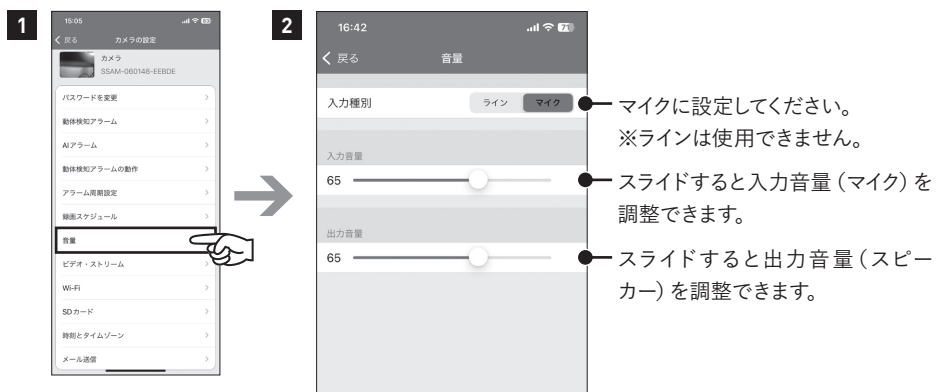 1
15:05
63
戻る
カメラの設定
カメラ
SSAM-060148-EEBDE
パスワードを変更
動体検知アラーム
AIアラーム
動体検知アラームの動作
アラーム周期設定
録画スケジュール
音量
ビデオ・ストリーム
Wi-Fi
SDカード
時刻とタイムゾーン
メール送信
2
16:42
71
戻る
音量
入力種別
ライン
マイク
入力音量
65
出力音量
65
マイクに設定してください。
※ラインは使用できません。
スライドすると入力音量(マイク)を
調整できます。
スライドすると出力音量(スピー
カー)を調整できます。